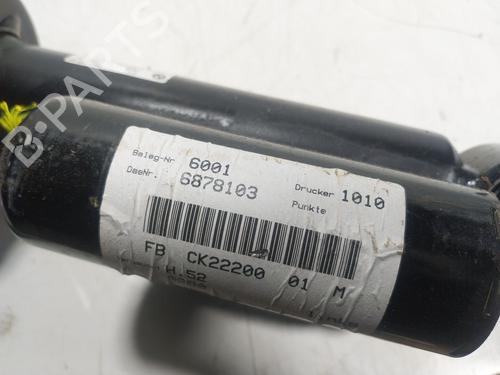 B-PARTS
Beleg-Nr 6001 Drucker 1010
DaeNr. 6878103 Punkte
FB CK22200 01 M
H.52